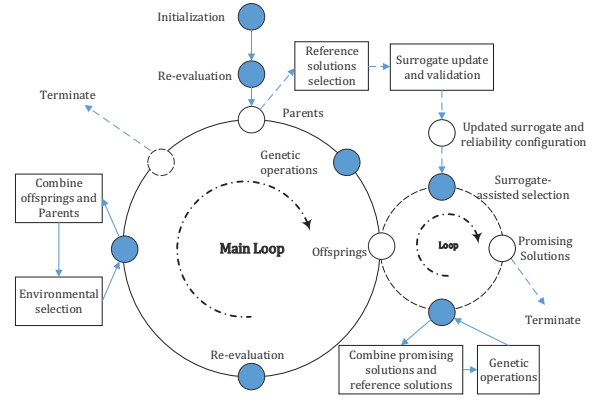 Initialization
Re-evaluation
Reference
solutions
selection
Surrogate update
and validation
Terminate
Parents
Updated surrogate and
reliability configuration
Genetic
operations
Combine
offsprings and
Parents
Surrogate-
assisted selection
Main Loop
Offsprings
Loop
Promising
Solutions
Environmental
selection
Terminate
Re-evaluation
Combine promising
solutions and
reference solutions
Genetic
operations